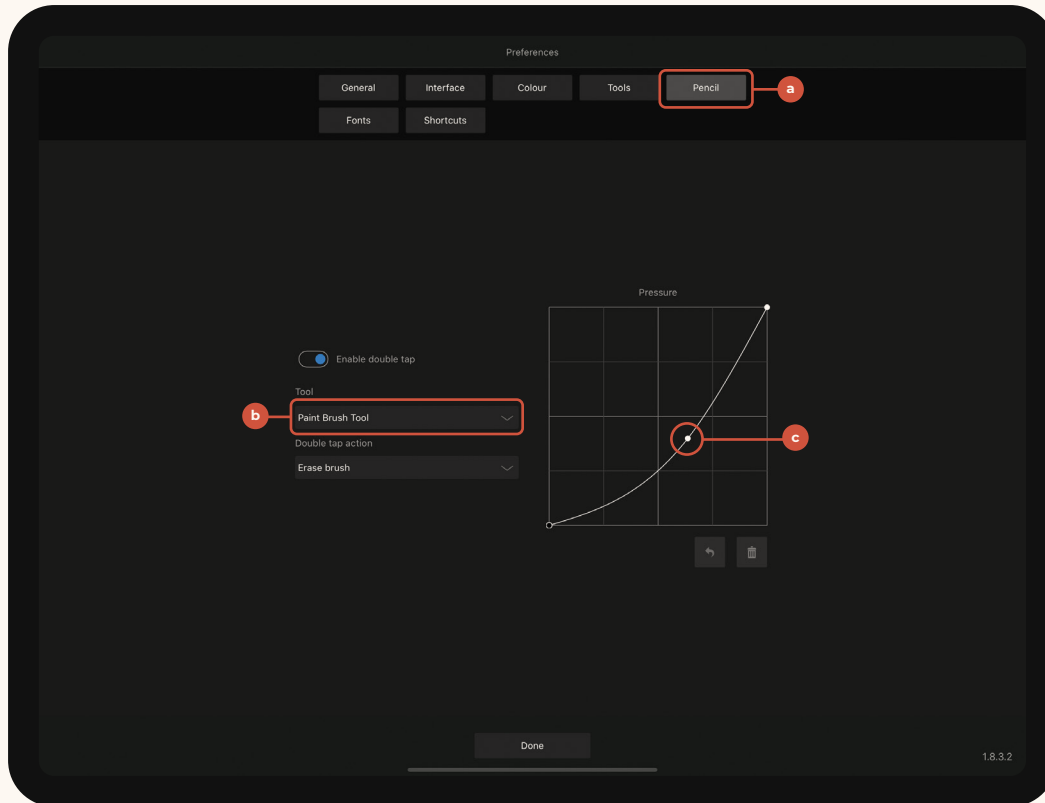 Preferences
General Interface Colour Tools Pencil a
Fonts Shortcuts
Pressure
Enable double tap
Tool
b Paint Brush Tool
c
Double tap action
Erase brush
Done
1.8.3.2